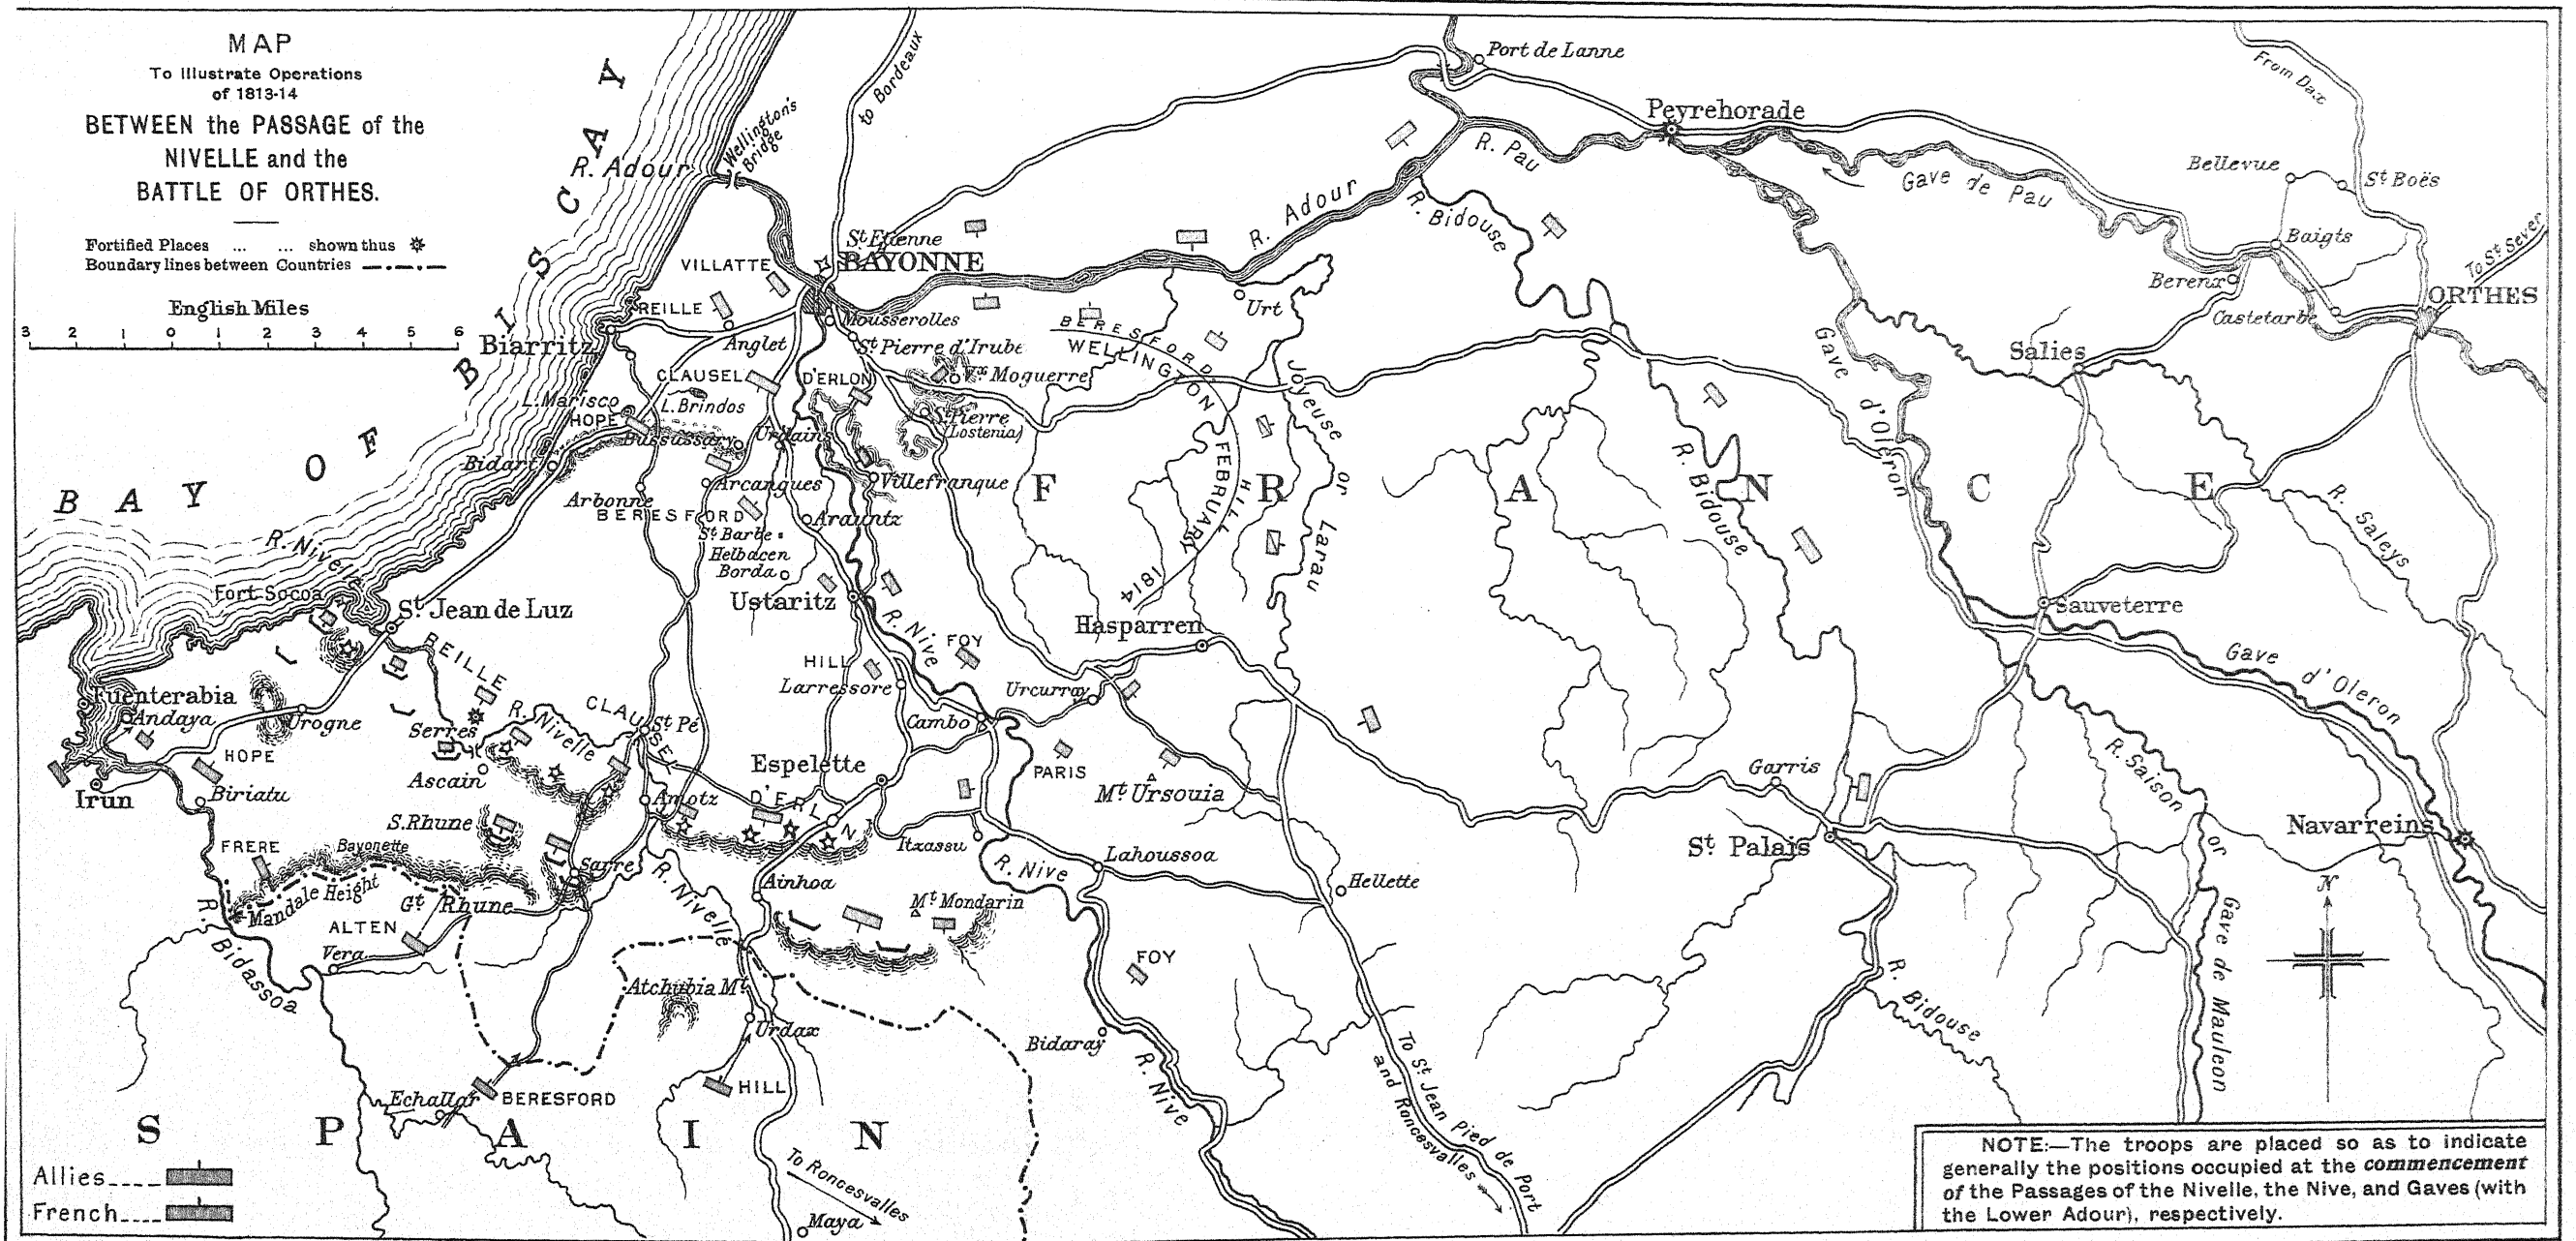 MAP
To Illustrate Operations
of 1813-14
BETWEEN the PASSAGE of the
NIVELLE and the
BATTLE OF ORTHES.
Fortified Places ... ... shown thus
Boundary lines between Countries
English Miles
3 2 1 0 1 2 3 4 5 6
BAY OF BISCAY
R. Adour
Wellington's
Bridge
to Bordeaux
Port de Lanne
Peyrehorade
R. Pau
Gave de Pau
From Dax
Bellevue
St Boës
Baigts
To St Sever
Berenx
ORTHES
Castetarbe
Salies
R. Adour
R. Bidouse
St Etienne
BAYONNE
VILLATTE
REILLE
Mousserolles
Urt
Biarritz
Anglet
St Pierre d'Irube
BERESFORD
WELLINGTON
CLAUSEL
D'ERLON
Vx Moguerre
L. Marisco
L. Brindos
HOPE
St Pierre
(Lostenia)
Bussussary
Urdains
Bidart
Arcangues
Villefranque
Arbonne
BERESFORD
Arauntz
St Barbe
Helbacen
Borda
HILL
FEBRUARY
1814
Joyeuse or Larau
Gave d'Oleron
R. Bidouse
R. Saleys
FRANCE
R. Nivelle
Fort Socoa
St Jean de Luz
Ustaritz
R. Nive
FOY
Hasparren
Sauveterre
Gave d'Oleron
REILLE
HILL
Larressore
Urcurray
Fuenterabia
Andaya
Urogne
Serres
R. Nivelle
CLAUSEL
St Pé
Cambo
HOPE
Ascain
Espelette
PARIS
Mt Ursouia
Garris
R. Saison or Gave de Mauleon
Irun
Biriatu
Amotz
D'ERLON
S. Rhune
Itxassu
St Palais
Navarreins
FRERE
Bayonette
Sarre
R. Nive
Lahoussoa
Hellette
Mandale Height
Gt Rhune
R. Nivelle
Ainhoa
Mt Mondarin
ALTEN
Vera
R. Bidassoa
FOY
N
Atchubia Mt
Urdax
Bidaray
R. Nive
R. Bidouse
Echallar
BERESFORD
HILL
To St Jean Pied de Port
and Roncesvalles
SPAIN
To Roncesvalles
Maya
Allies
French
NOTE:—The troops are placed so as to indicate
generally the positions occupied at the commencement
of the Passages of the Nivelle, the Nive, and Gaves (with
the Lower Adour), respectively.